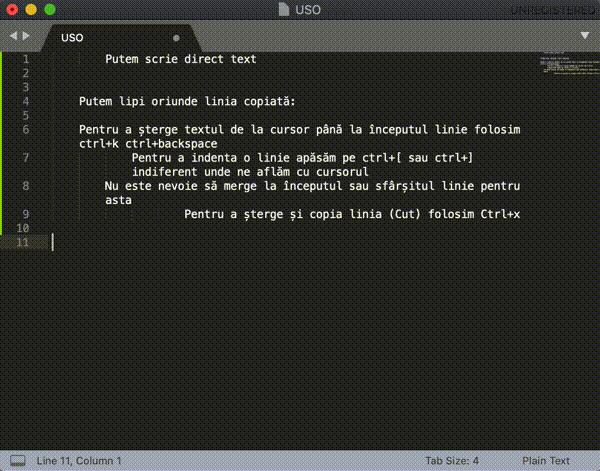 USO
UNREGISTERED
USO
1 Putem scrie direct text
2
3
4 Putem lipi oriunde linia copiată:
5
6 Pentru a șterge textul de la cursor până la începutul linie folosim
ctrl+k ctrl+backspace
7 Pentru a indenta o linie apăsăm pe ctrl+[ sau ctrl+]
indiferent unde ne aflăm cu cursorul
8 Nu este nevoie să merge la începutul sau sfârșitul linie pentru
asta
9 Pentru a șterge și copia linia (Cut) folosim Ctrl+x
10
11
Line 11, Column 1
Tab Size: 4
Plain Text